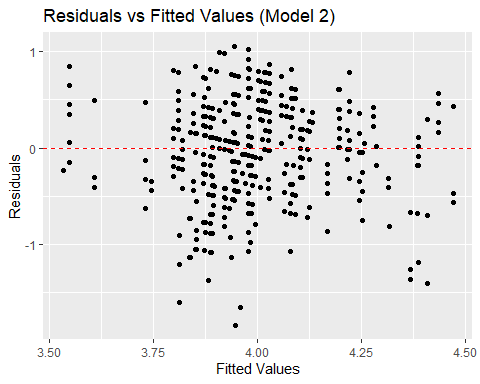 Residuals vs Fitted Values (Model 2)
1
0
-1
Residuals
3.50
3.75
4.00
4.25
4.50
Fitted Values